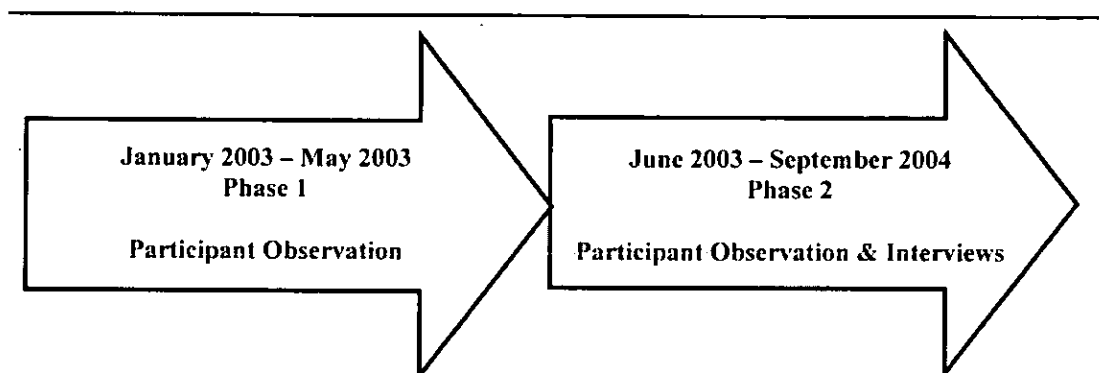 January 2003 – May 2003
Phase 1
Participant Observation
June 2003 – September 2004
Phase 2
Participant Observation & Interviews